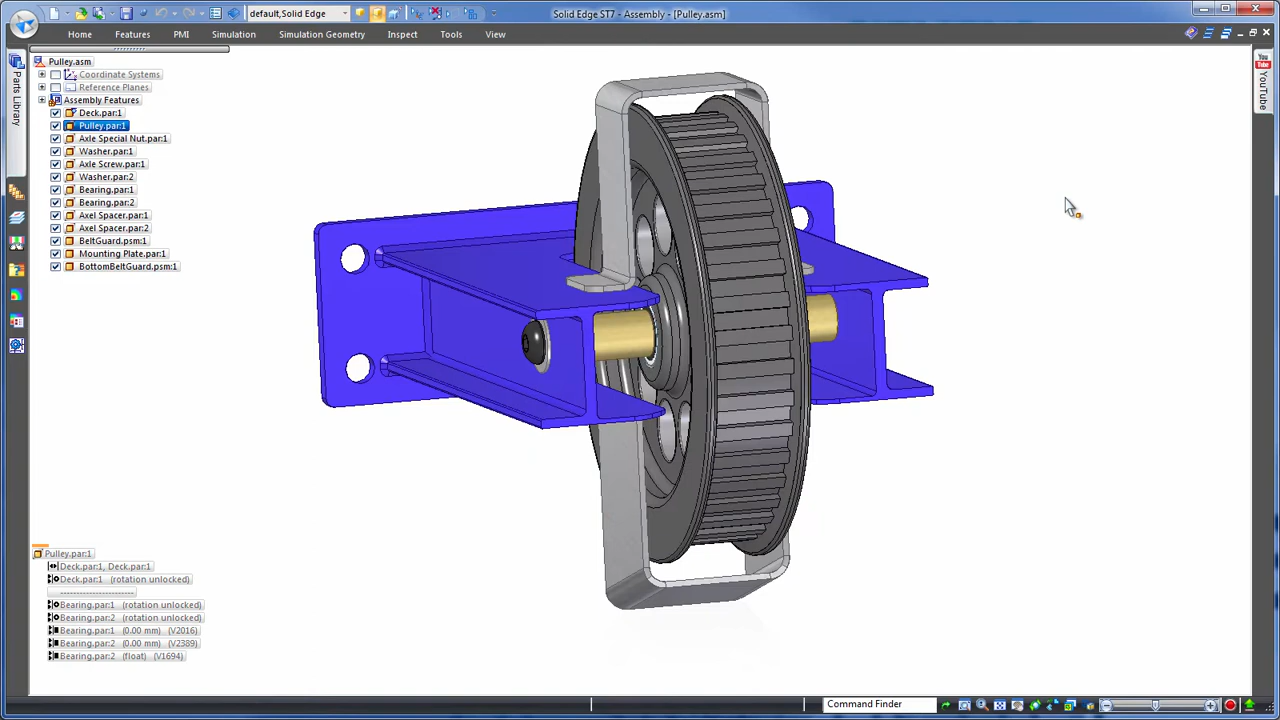 default,Solid Edge
Solid Edge ST7 - Assembly - [Pulley.asm]
Home
Features
PMI
Simulation
Simulation Geometry
Inspect
Tools
View
Parts Library
YouTube
Pulley.asm
Coordinate Systems
Reference Planes
Assembly Features
Deck.par:1
Pulley.par:1
Axle Special Nut.par:1
Washer.par:1
Axle Screw.par:1
Washer.par:2
Bearing.par:1
Bearing.par:2
Axel Spacer.par:1
Axel Spacer.par:2
BeltGuard.psm:1
Mounting Plate.par:1
BottomBeltGuard.psm:1
Pulley.par:1
Deck.par:1, Deck.par:1
Deck.par:1 (rotation unlocked)
--------------------
Bearing.par:1 (rotation unlocked)
Bearing.par:2 (rotation unlocked)
Bearing.par:1 (0.00 mm) (V2016)
Bearing.par:2 (0.00 mm) (V2389)
Bearing.par:2 (float) (V1694)
Command Finder